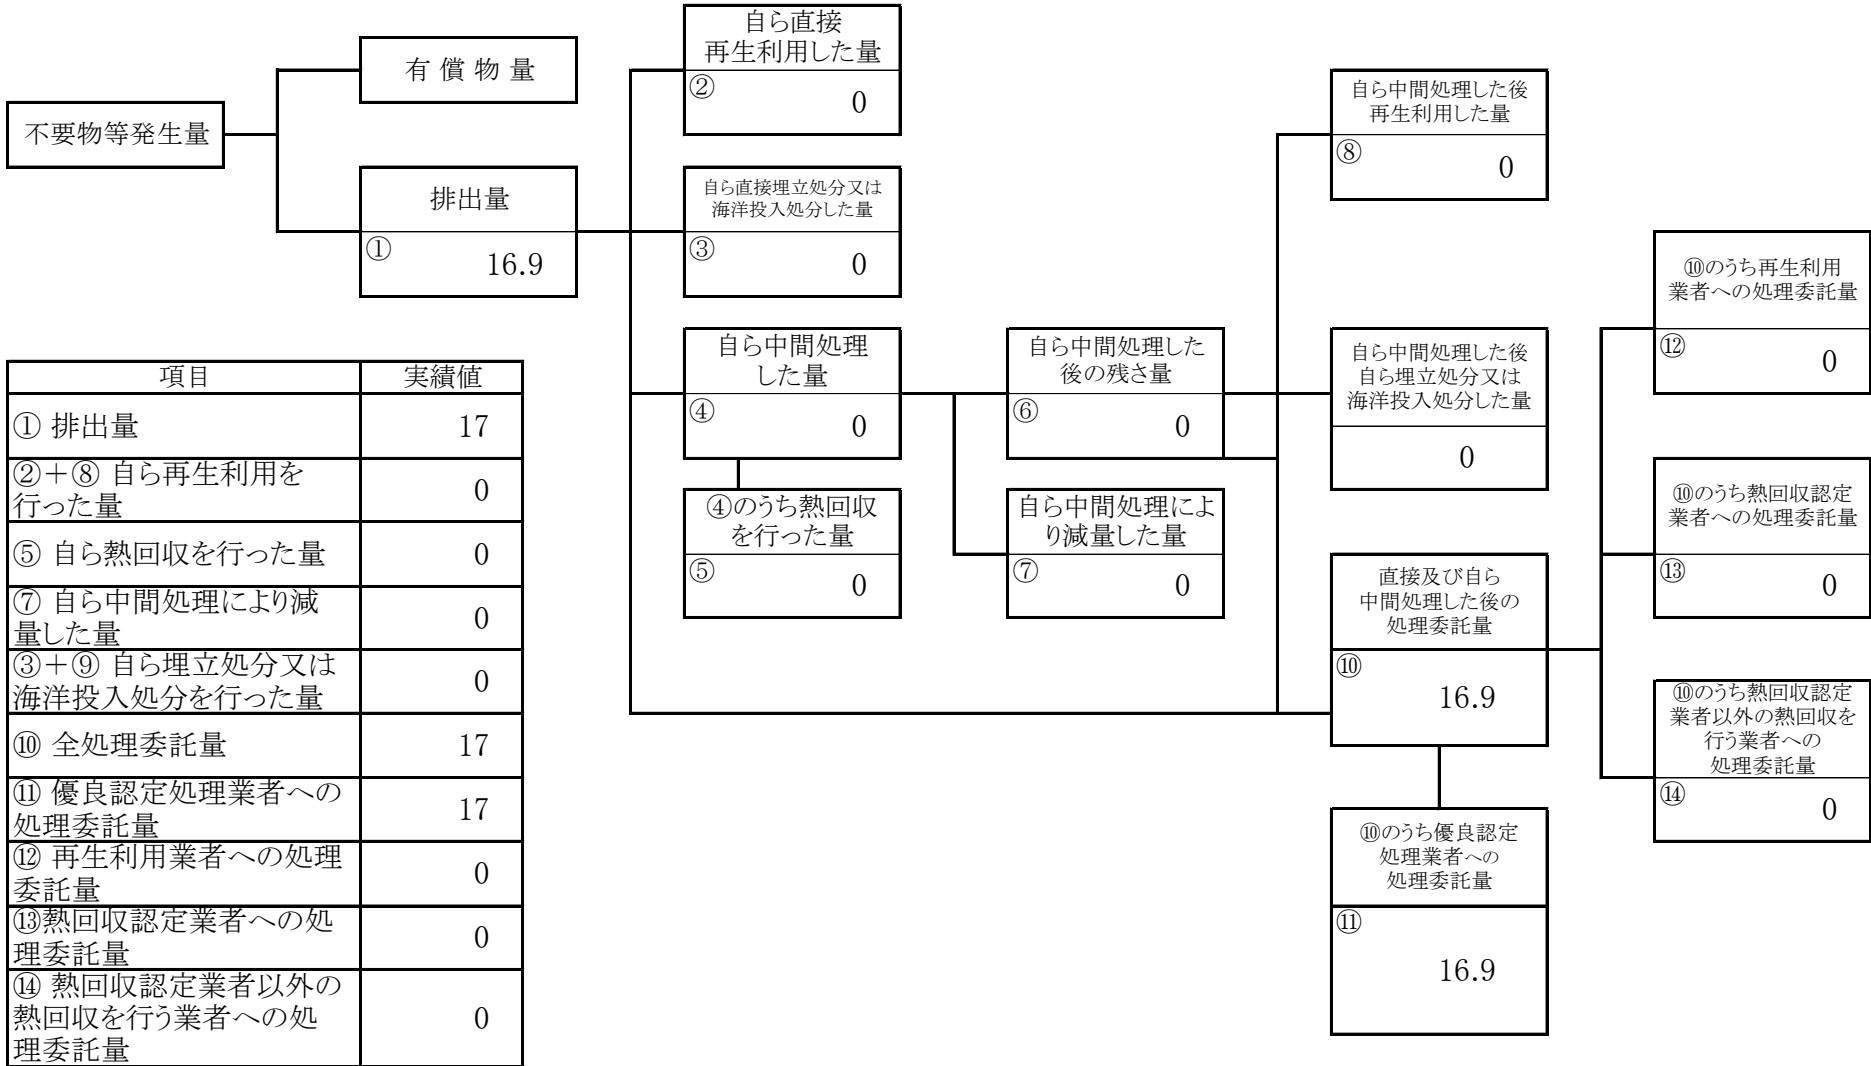 不要物等発生量
有償物量
排出量
①
16.9
自ら直接
再生利用した量
②
0
自ら直接埋立処分又は
海洋投入処分した量
③
0
自ら中間処理
した量
④
0
④のうち熱回収
を行った量
⑤
0
自ら中間処理した
後の残さ量
⑥
0
自ら中間処理によ
り減量した量
⑦
0
自ら中間処理した後
再生利用した量
⑧
0
自ら中間処理した後
自ら埋立処分又は
海洋投入処分した量
0
直接及び自ら
中間処理した後の
処理委託量
⑩
16.9
⑩のうち優良認定
処理業者への
処理委託量
⑪
16.9
⑩のうち再生利用
業者への処理委託量
⑫
0
⑩のうち熱回収認定
業者への処理委託量
⑬
0
⑩のうち熱回収認定
業者以外の熱回収を
行う業者への
処理委託量
⑭
0
項目 実績値
① 排出量 17
②+⑧ 自ら再生利用を
行った量 0
⑤ 自ら熱回収を行った量 0
⑦ 自ら中間処理により減
量した量 0
③+⑨ 自ら埋立処分又は
海洋投入処分を行った量 0
⑩ 全処理委託量 17
⑪ 優良認定処理業者への
処理委託量 17
⑫ 再生利用業者への処理
委託量 0
⑬熱回収認定業者への処
理委託量 0
⑭ 熱回収認定業者以外の
熱回収を行う業者への処
理委託量 0